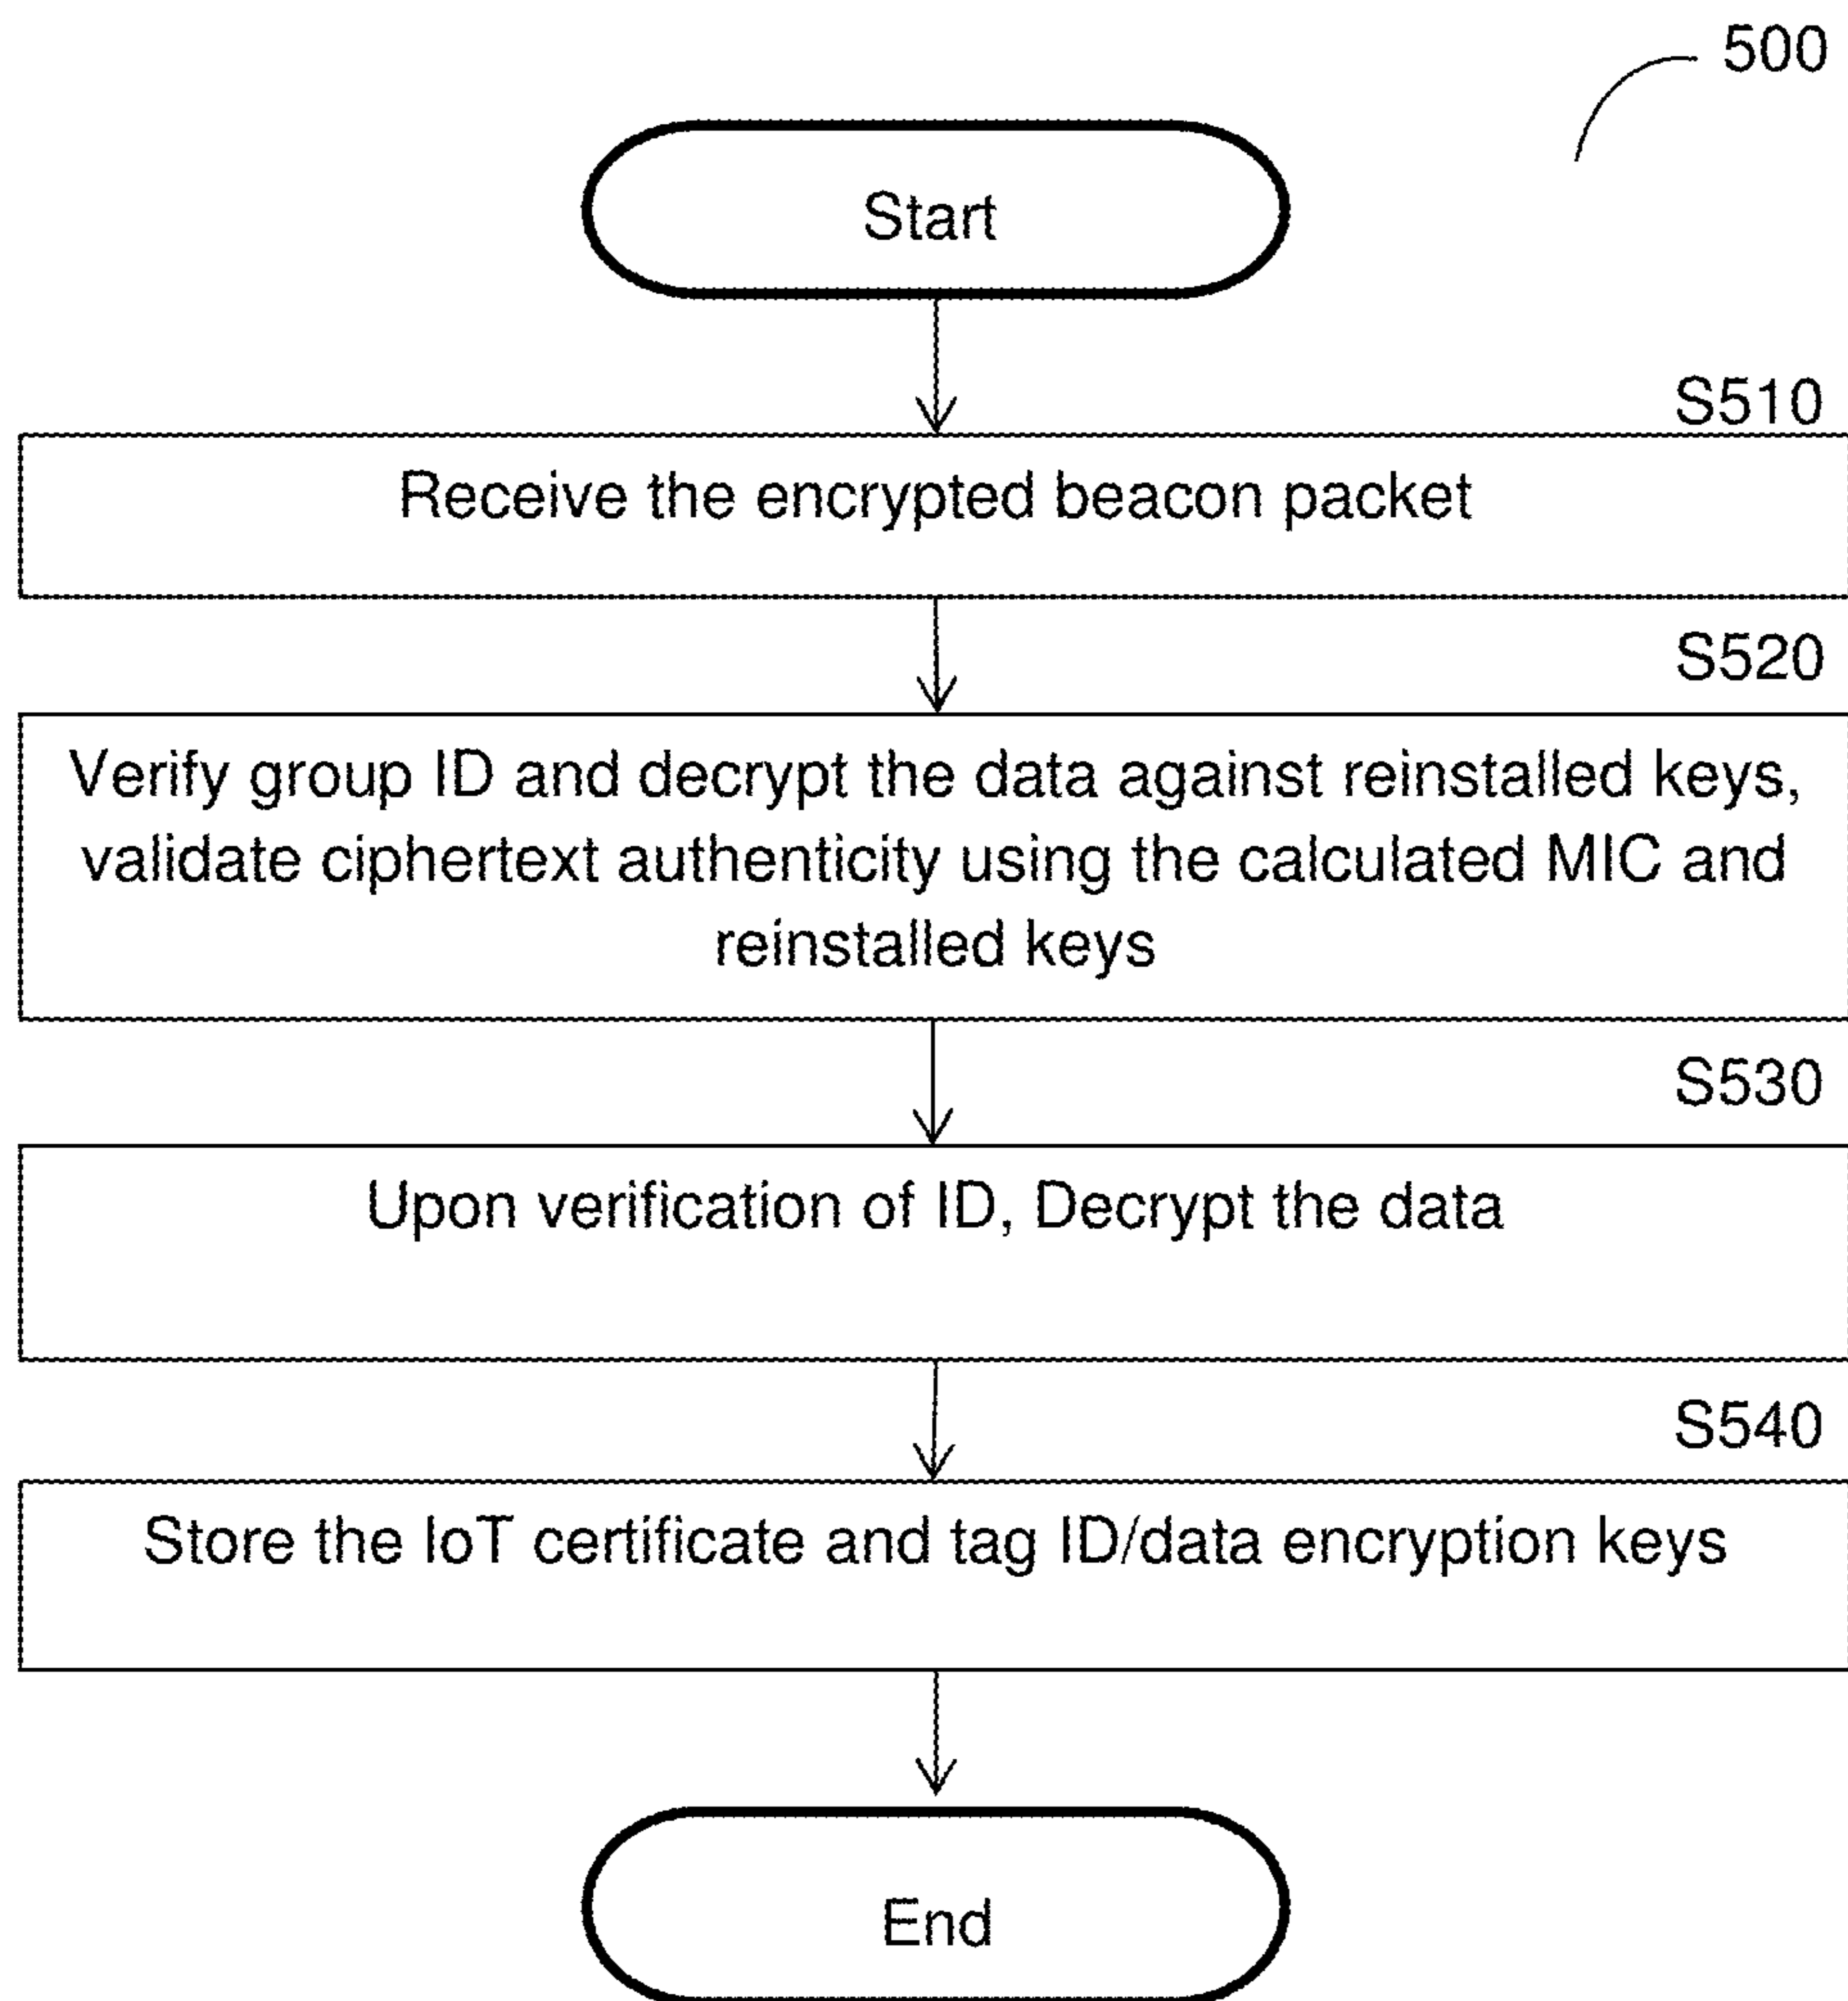 500
Start
S510
Receive the encrypted beacon packet
S520
Verify group ID and decrypt the data against reinstalled keys,
validate ciphertext authenticity using the calculated MIC and
reinstalled keys
S530
Upon verification of ID, Decrypt the data
S540
Store the IoT certificate and tag ID/data encryption keys
End